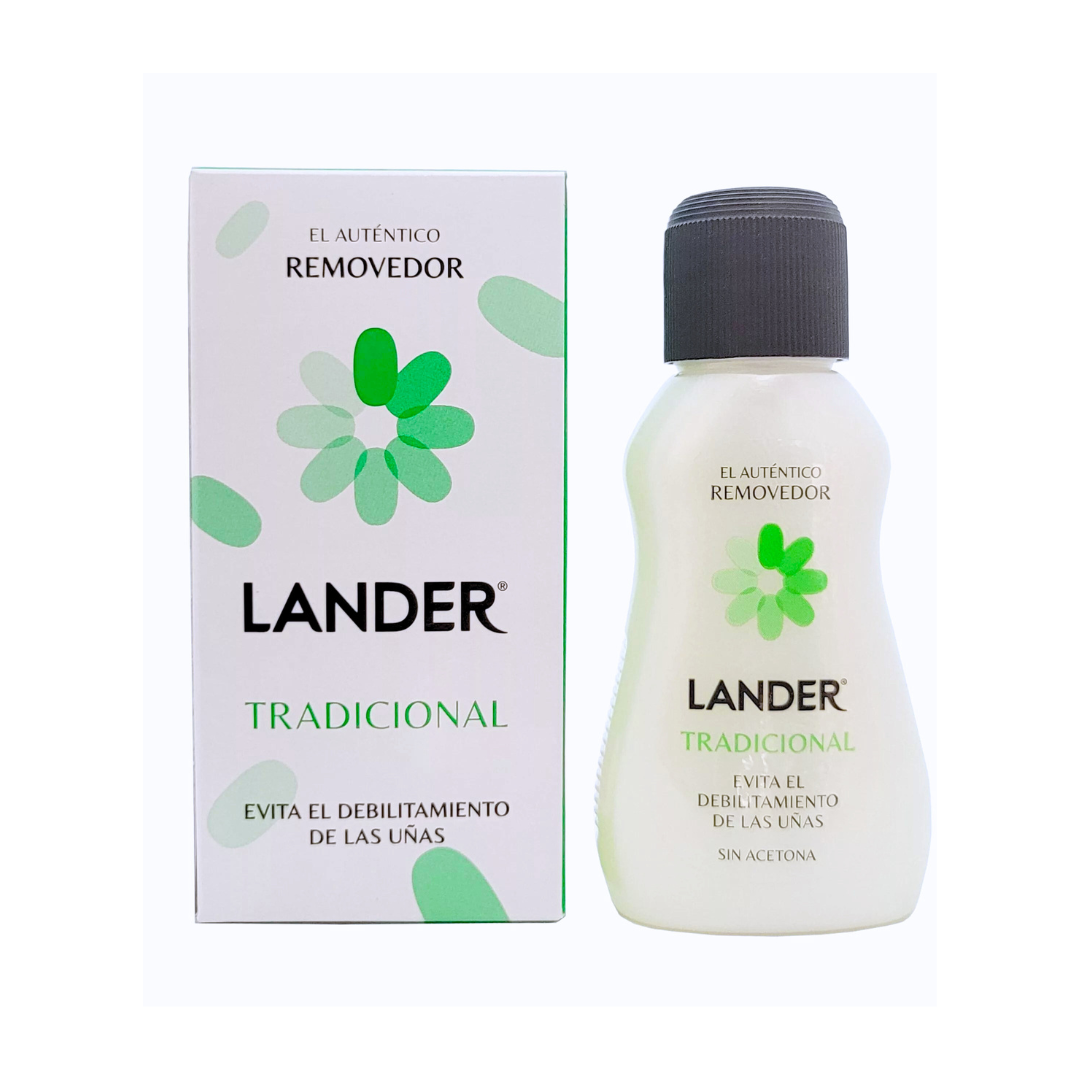 EL AUTÉNTICO
REMOVEDOR
LANDER®
TRADICIONAL
EVITA EL DEBILITAMIENTO
DE LAS UÑAS
EL AUTÉNTICO
REMOVEDOR
LANDER®
TRADICIONAL
EVITA EL
DEBILITAMIENTO
DE LAS UÑAS
SIN ACETONA